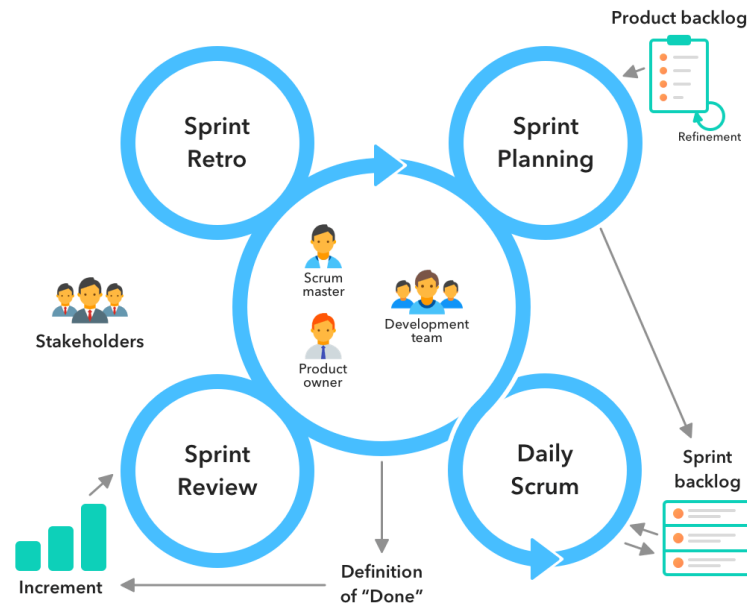 Product backlog
Refinement
Sprint
Retro
Sprint
Planning
Scrum
master
Development
team
Product
owner
Stakeholders
Sprint
Review
Daily
Scrum
Sprint
backlog
Increment
Definition
of “Done”